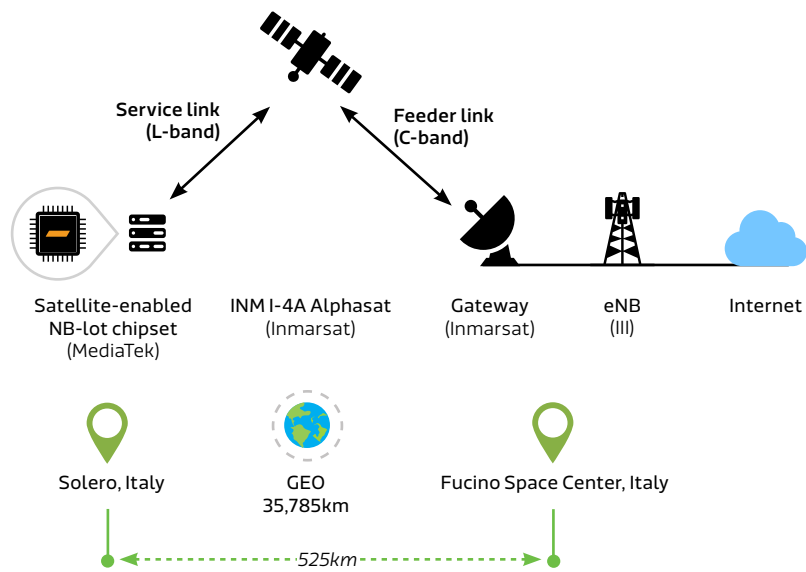 Service link
(L-band)
Feeder link
(C-band)
Satellite-enabled
NB-lot chipset
(MediaTek)
INM I-4A Alphasat
(Inmarsat)
Gateway
(Inmarsat)
eNB
(III)
Internet
Solero, Italy
GEO
35,785km
Fucino Space Center, Italy
525km